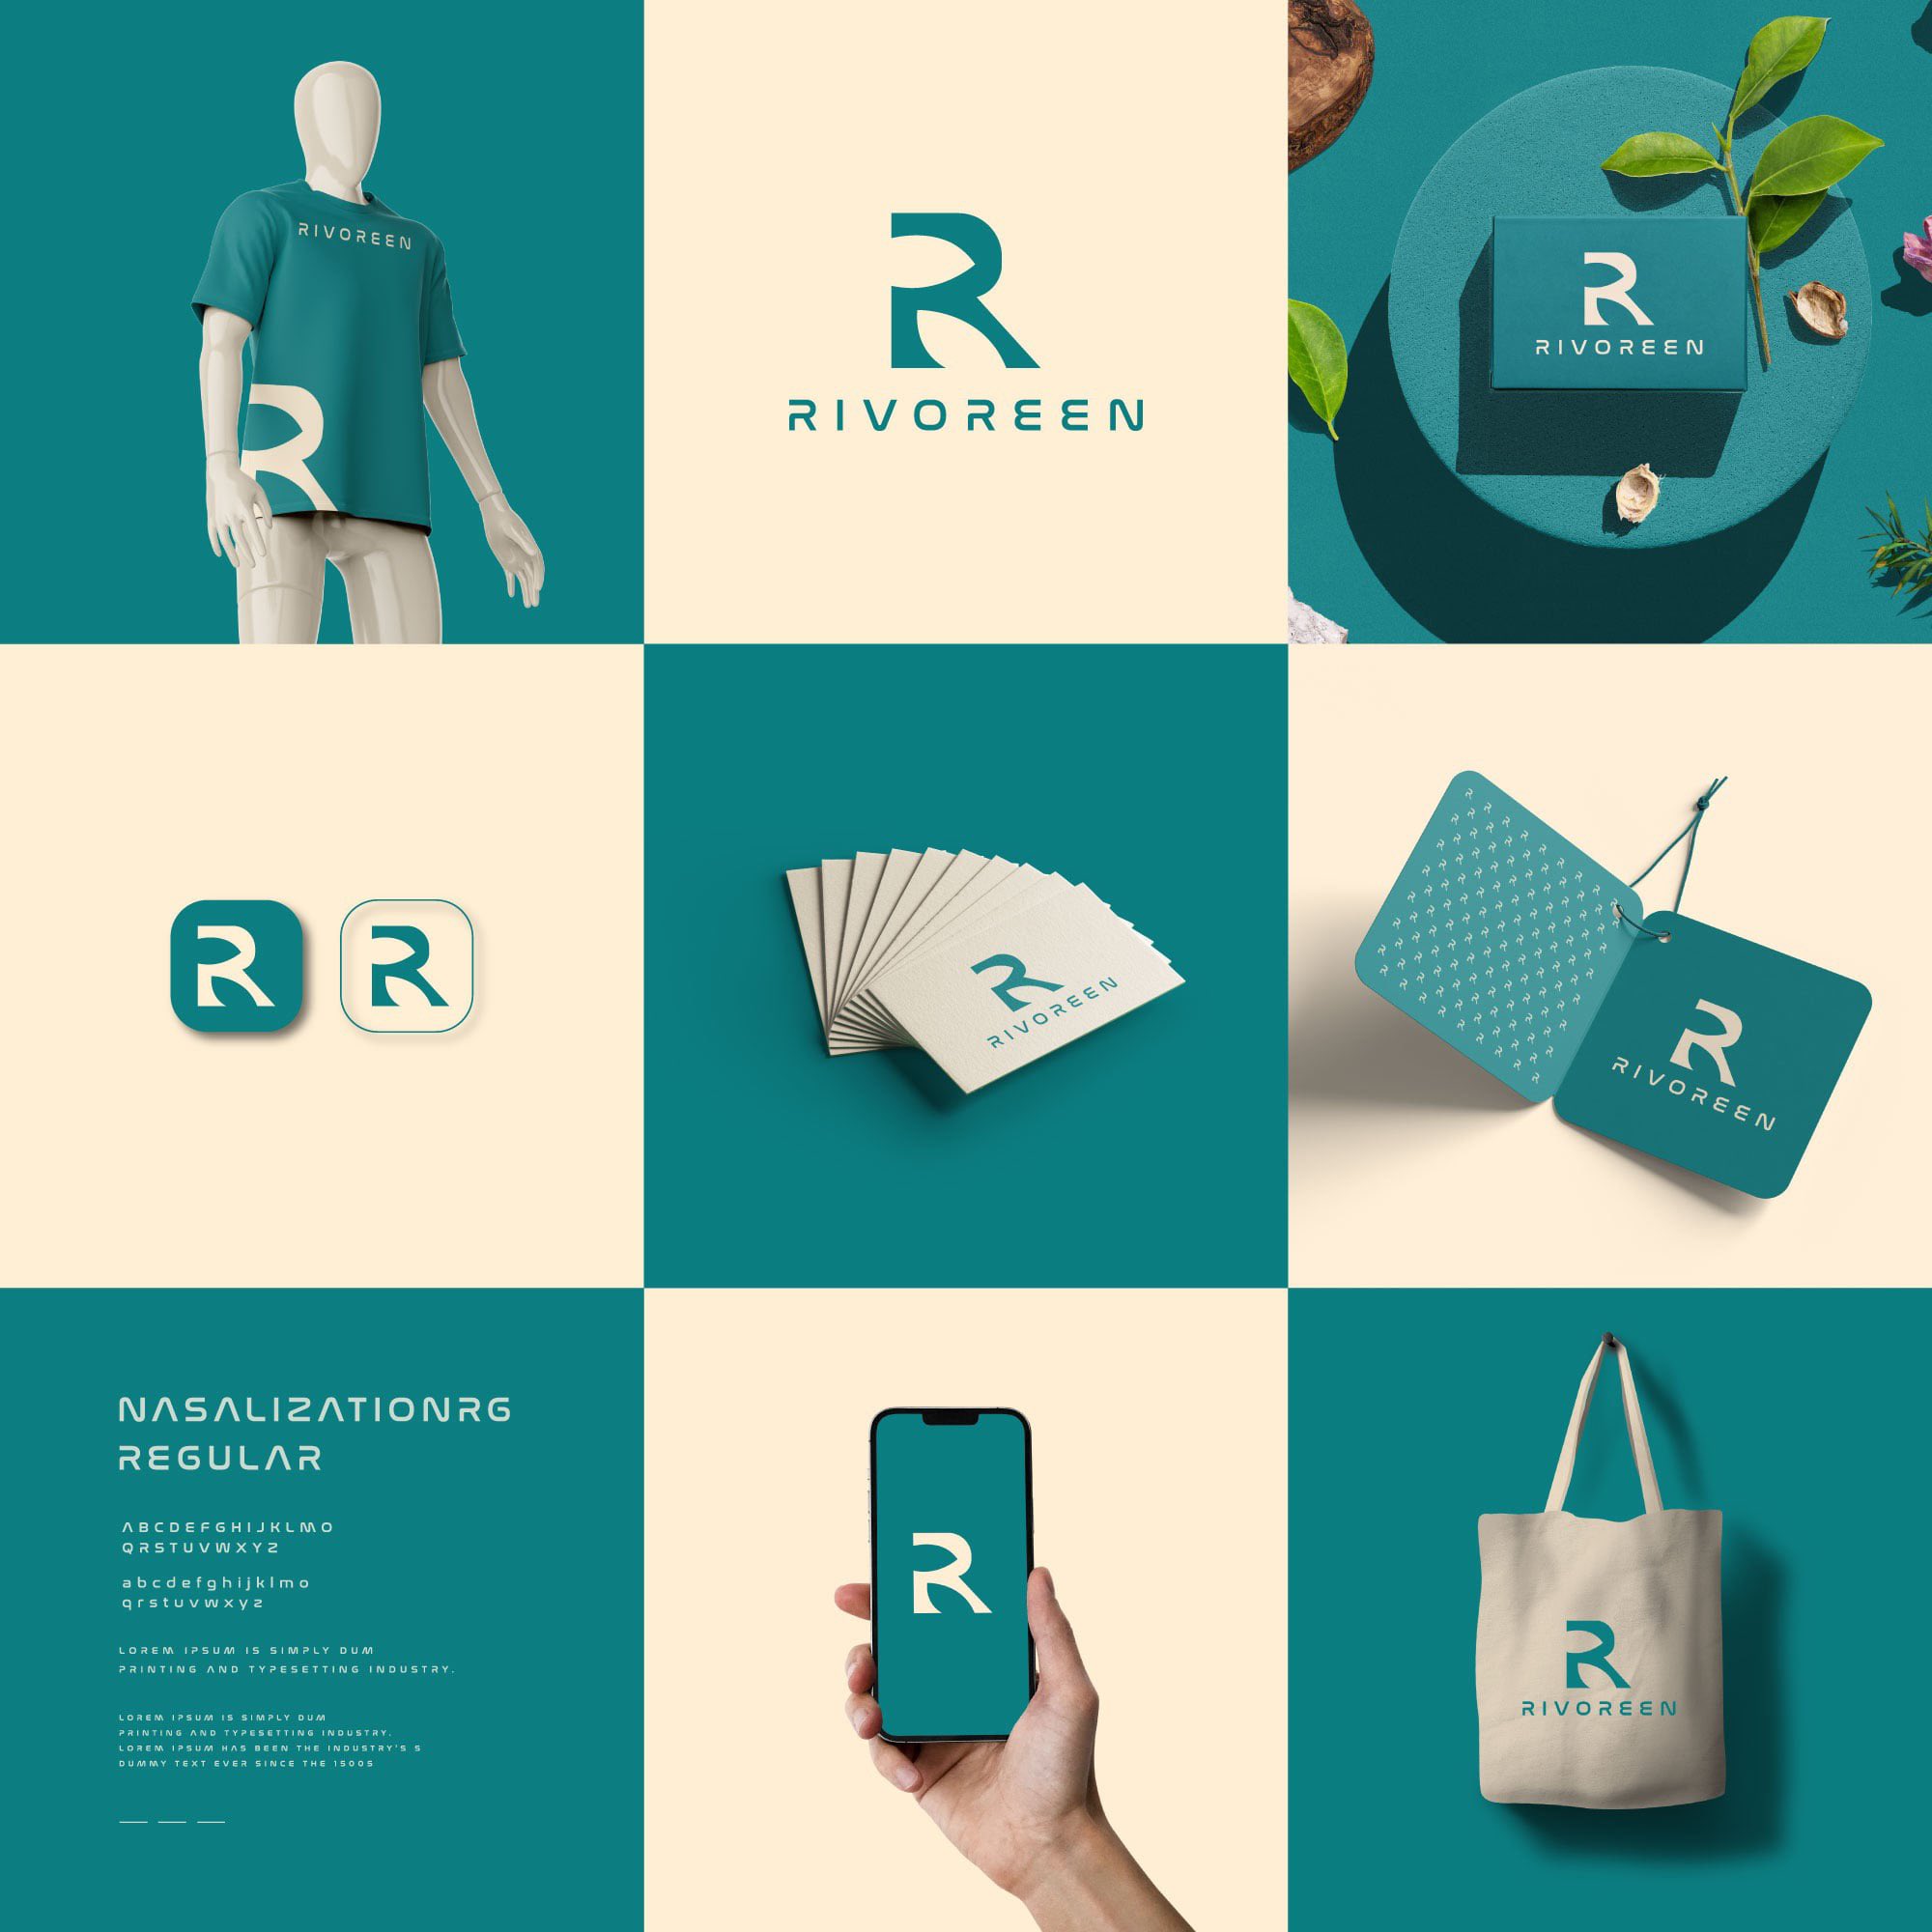 RIVOREEN
R
R
RIVOREEN
R
RIVOREEN
R
R
R
RIVOREEN
R
RIVOREEN
NASALIZATIONRG
REGULAR
ABCDEFGHIJKLMO
QRSTUVWXYZ
abcdefghijklmo
qrstuvwxyz
LOREM IPSUM IS SIMPLY DUM
PRINTING AND TYPESETTING INDUSTRY.
LOREM IPSUM IS SIMPLY DUM
PRINTING AND TYPESETTING INDUSTRY.
LOREM IPSUM HAS BEEN THE INDUSTRY'S S
DUMMY TEXT EVER SINCE THE 1500S
R
R
RIVOREEN